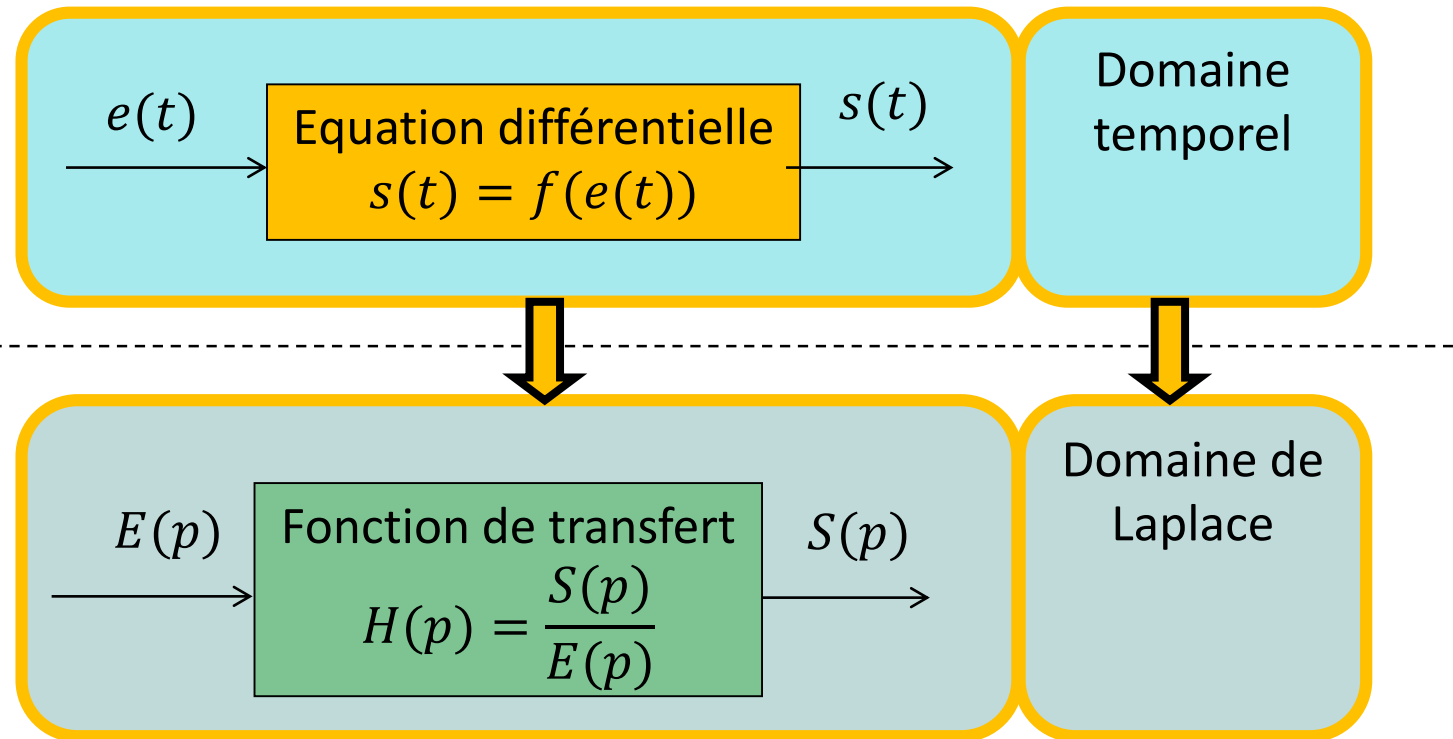 e(t)
Equation différentielle
s(t) = f(e(t))
s(t)
Domaine
temporel
E(p)
Fonction de transfert
H(p) = S(p)/E(p)
S(p)
Domaine de
Laplace